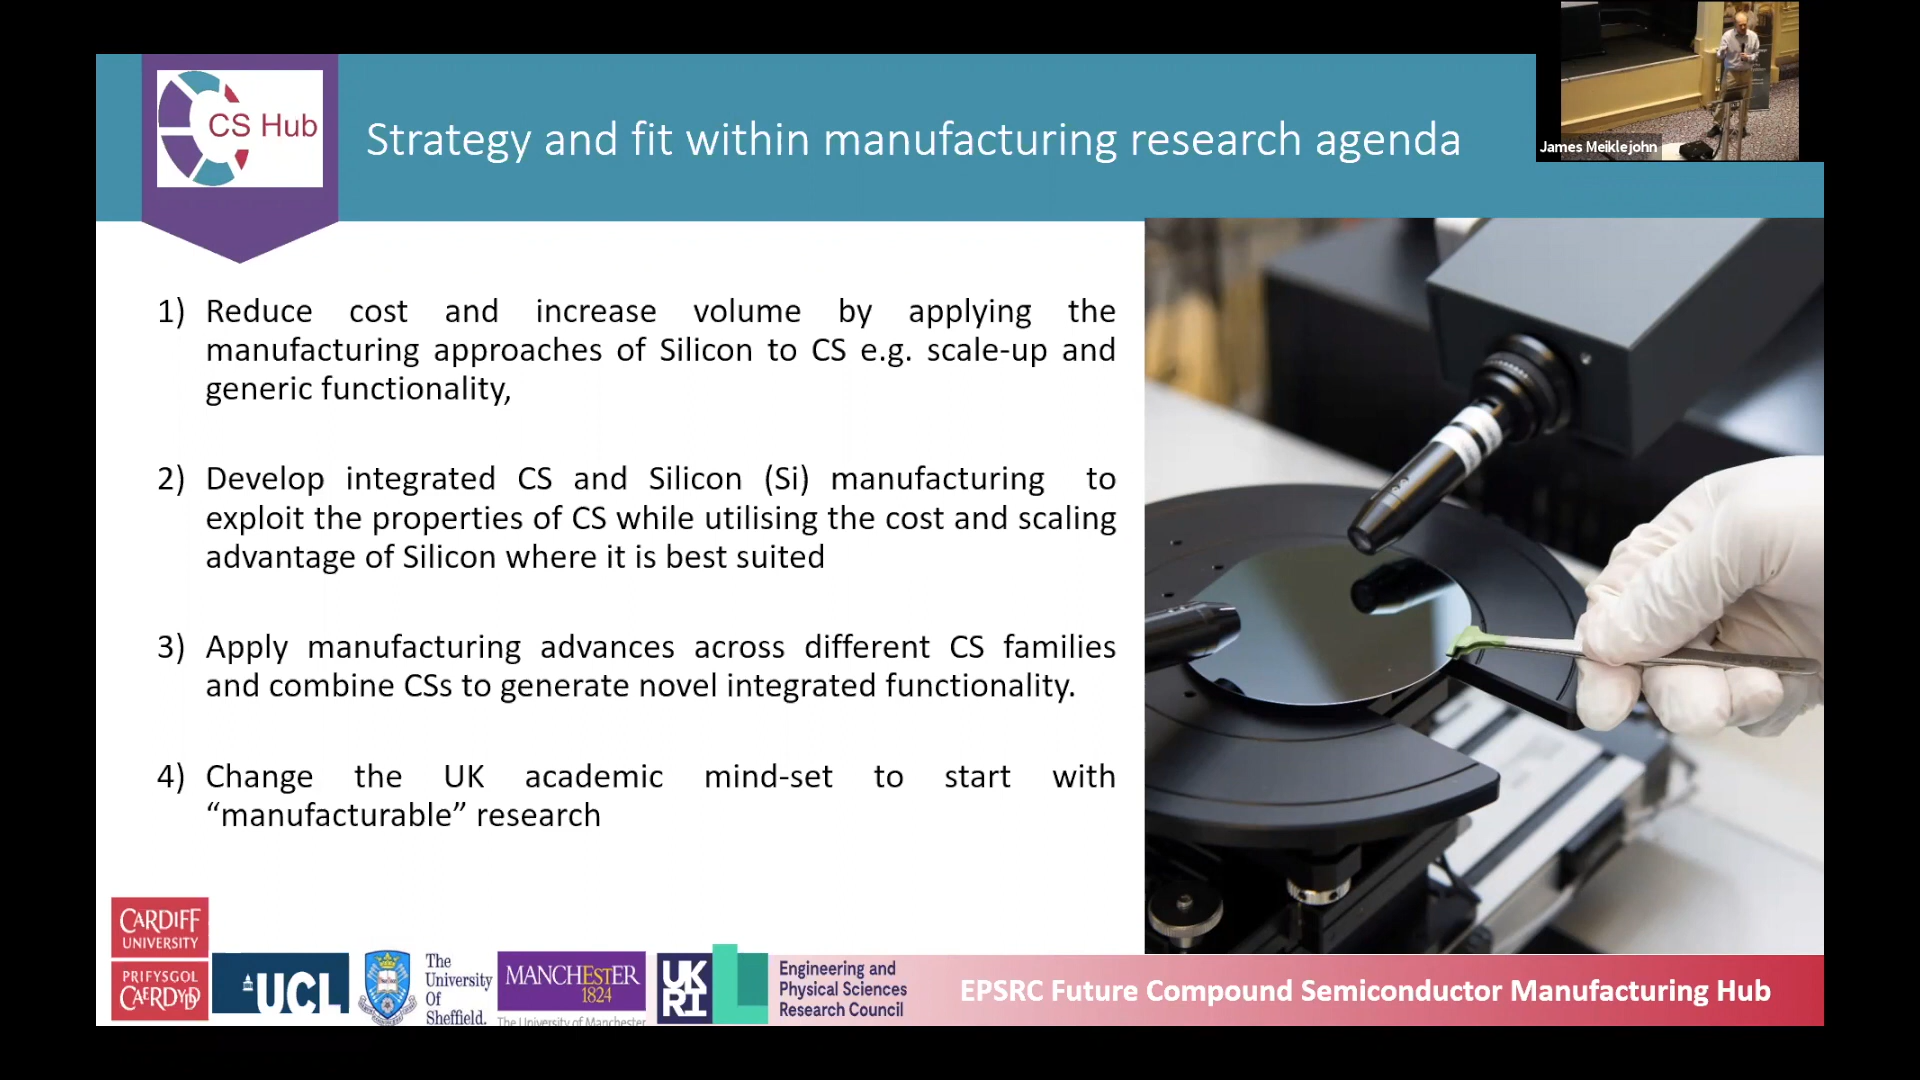 CS Hub
Strategy and fit within manufacturing research agenda
James Meiklejohn
1) Reduce cost and increase volume by applying the
manufacturing approaches of Silicon to CS e.g. scale-up and
generic functionality,
2) Develop integrated CS and Silicon (Si) manufacturing to
exploit the properties of CS while utilising the cost and scaling
advantage of Silicon where it is best suited
3) Apply manufacturing advances across different CS families
and combine CSs to generate novel integrated functionality.
4) Change the UK academic mind-set to start with
“manufacturable” research
CARDIFF
UNIVERSITY
PRIFYSGOL
CAERDYDD
UCL
The
University
Of
Sheffield.
MANCHESTER
1824
The University of Manchester
UK
RI
Engineering and
Physical Sciences
Research Council
EPSRC Future Compound Semiconductor Manufacturing Hub